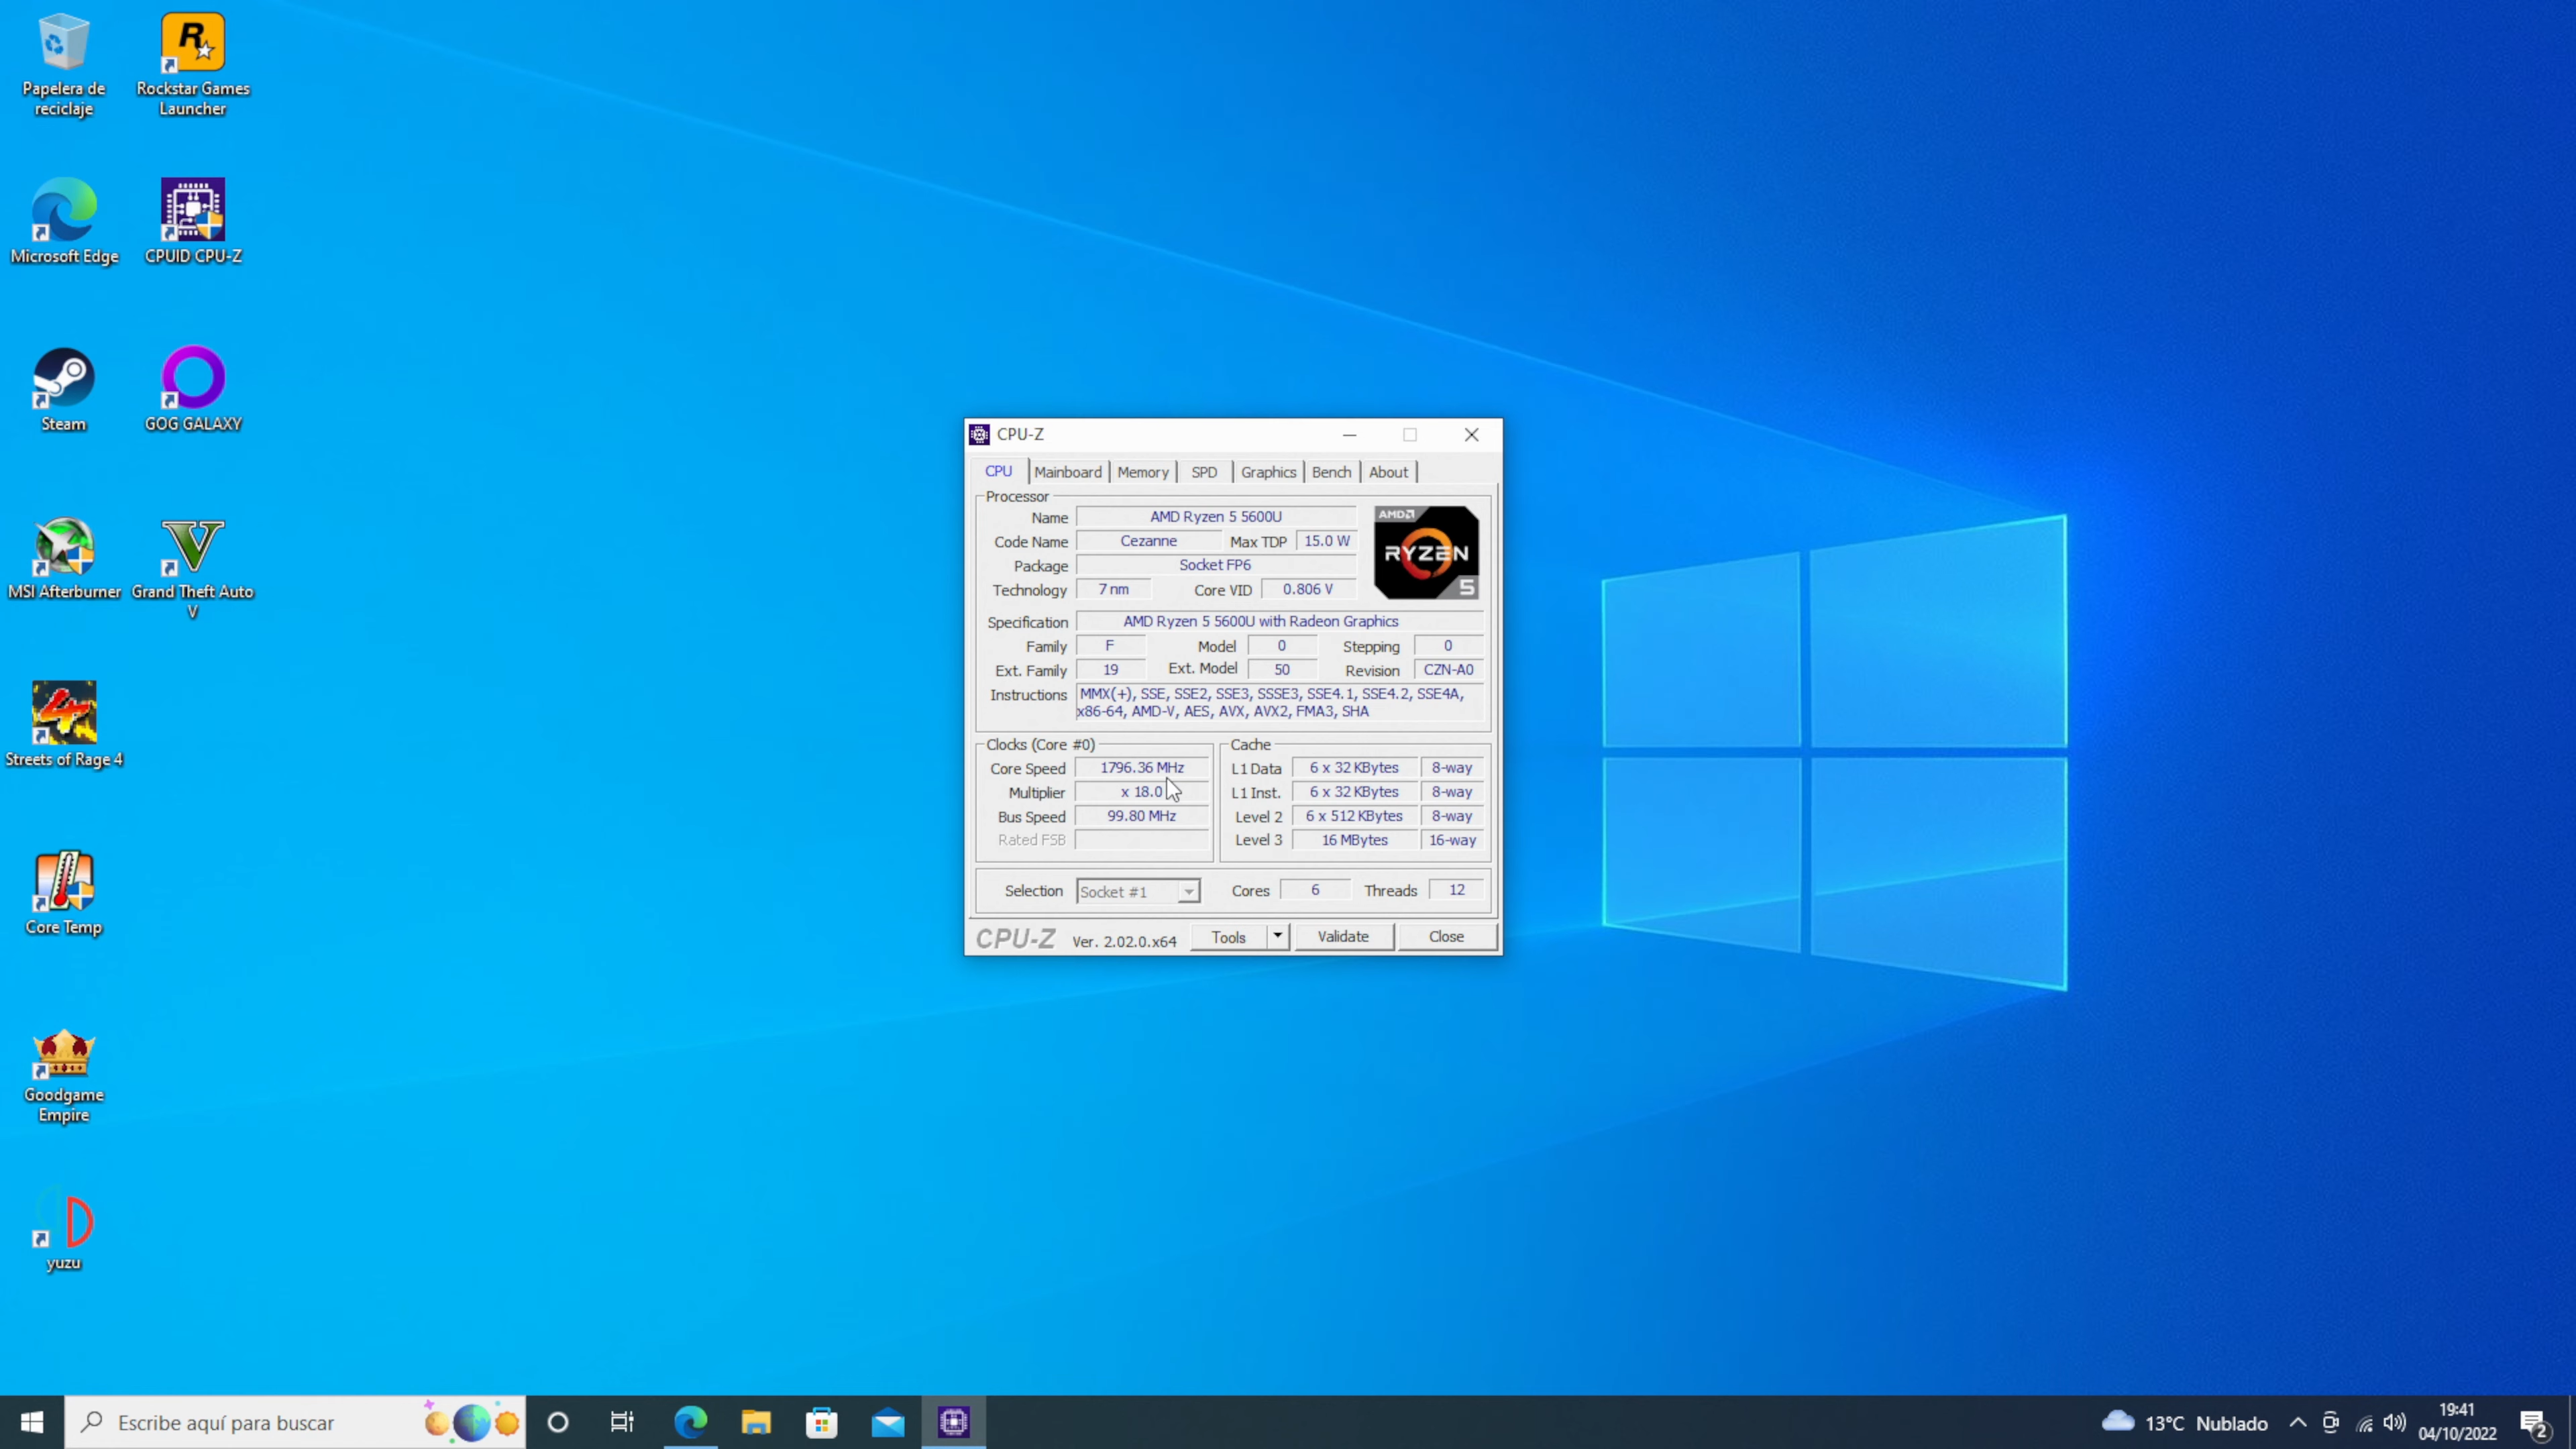 Papelera de
reciclaje
Rockstar Games
Launcher
Microsoft Edge
CPUID CPU-Z
Steam
GOG GALAXY
MSI Afterburner
Grand Theft Auto
V
Streets of Rage 4
Core Temp
Goodgame
Empire
yuzu
CPU-Z
CPU Mainboard Memory SPD Graphics Bench About
Processor
Name AMD Ryzen 5 5600U
Code Name Cezanne Max TDP 15.0 W
Package Socket FP6
Technology 7 nm Core VID 0.806 V
AMD
RYZEN
5
Specification AMD Ryzen 5 5600U with Radeon Graphics
Family F Model 0 Stepping 0
Ext. Family 19 Ext. Model 50 Revision CZN-A0
Instructions MMX(+), SSE, SSE2, SSE3, SSSE3, SSE4.1, SSE4.2, SSE4A,
x86-64, AMD-V, AES, AVX, AVX2, FMA3, SHA
Clocks (Core #0)
Core Speed 1796.36 MHz
Multiplier x 18.0
Bus Speed 99.80 MHz
Rated FSB
Cache
L1 Data 6 x 32 KBytes 8-way
L1 Inst. 6 x 32 KBytes 8-way
Level 2 6 x 512 KBytes 8-way
Level 3 16 MBytes 16-way
Selection Socket #1 Cores 6 Threads 12
CPU-Z Ver. 2.02.0.x64 Tools Validate Close
Escribe aquí para buscar
13°C Nublado
19:41
04/10/2022
2